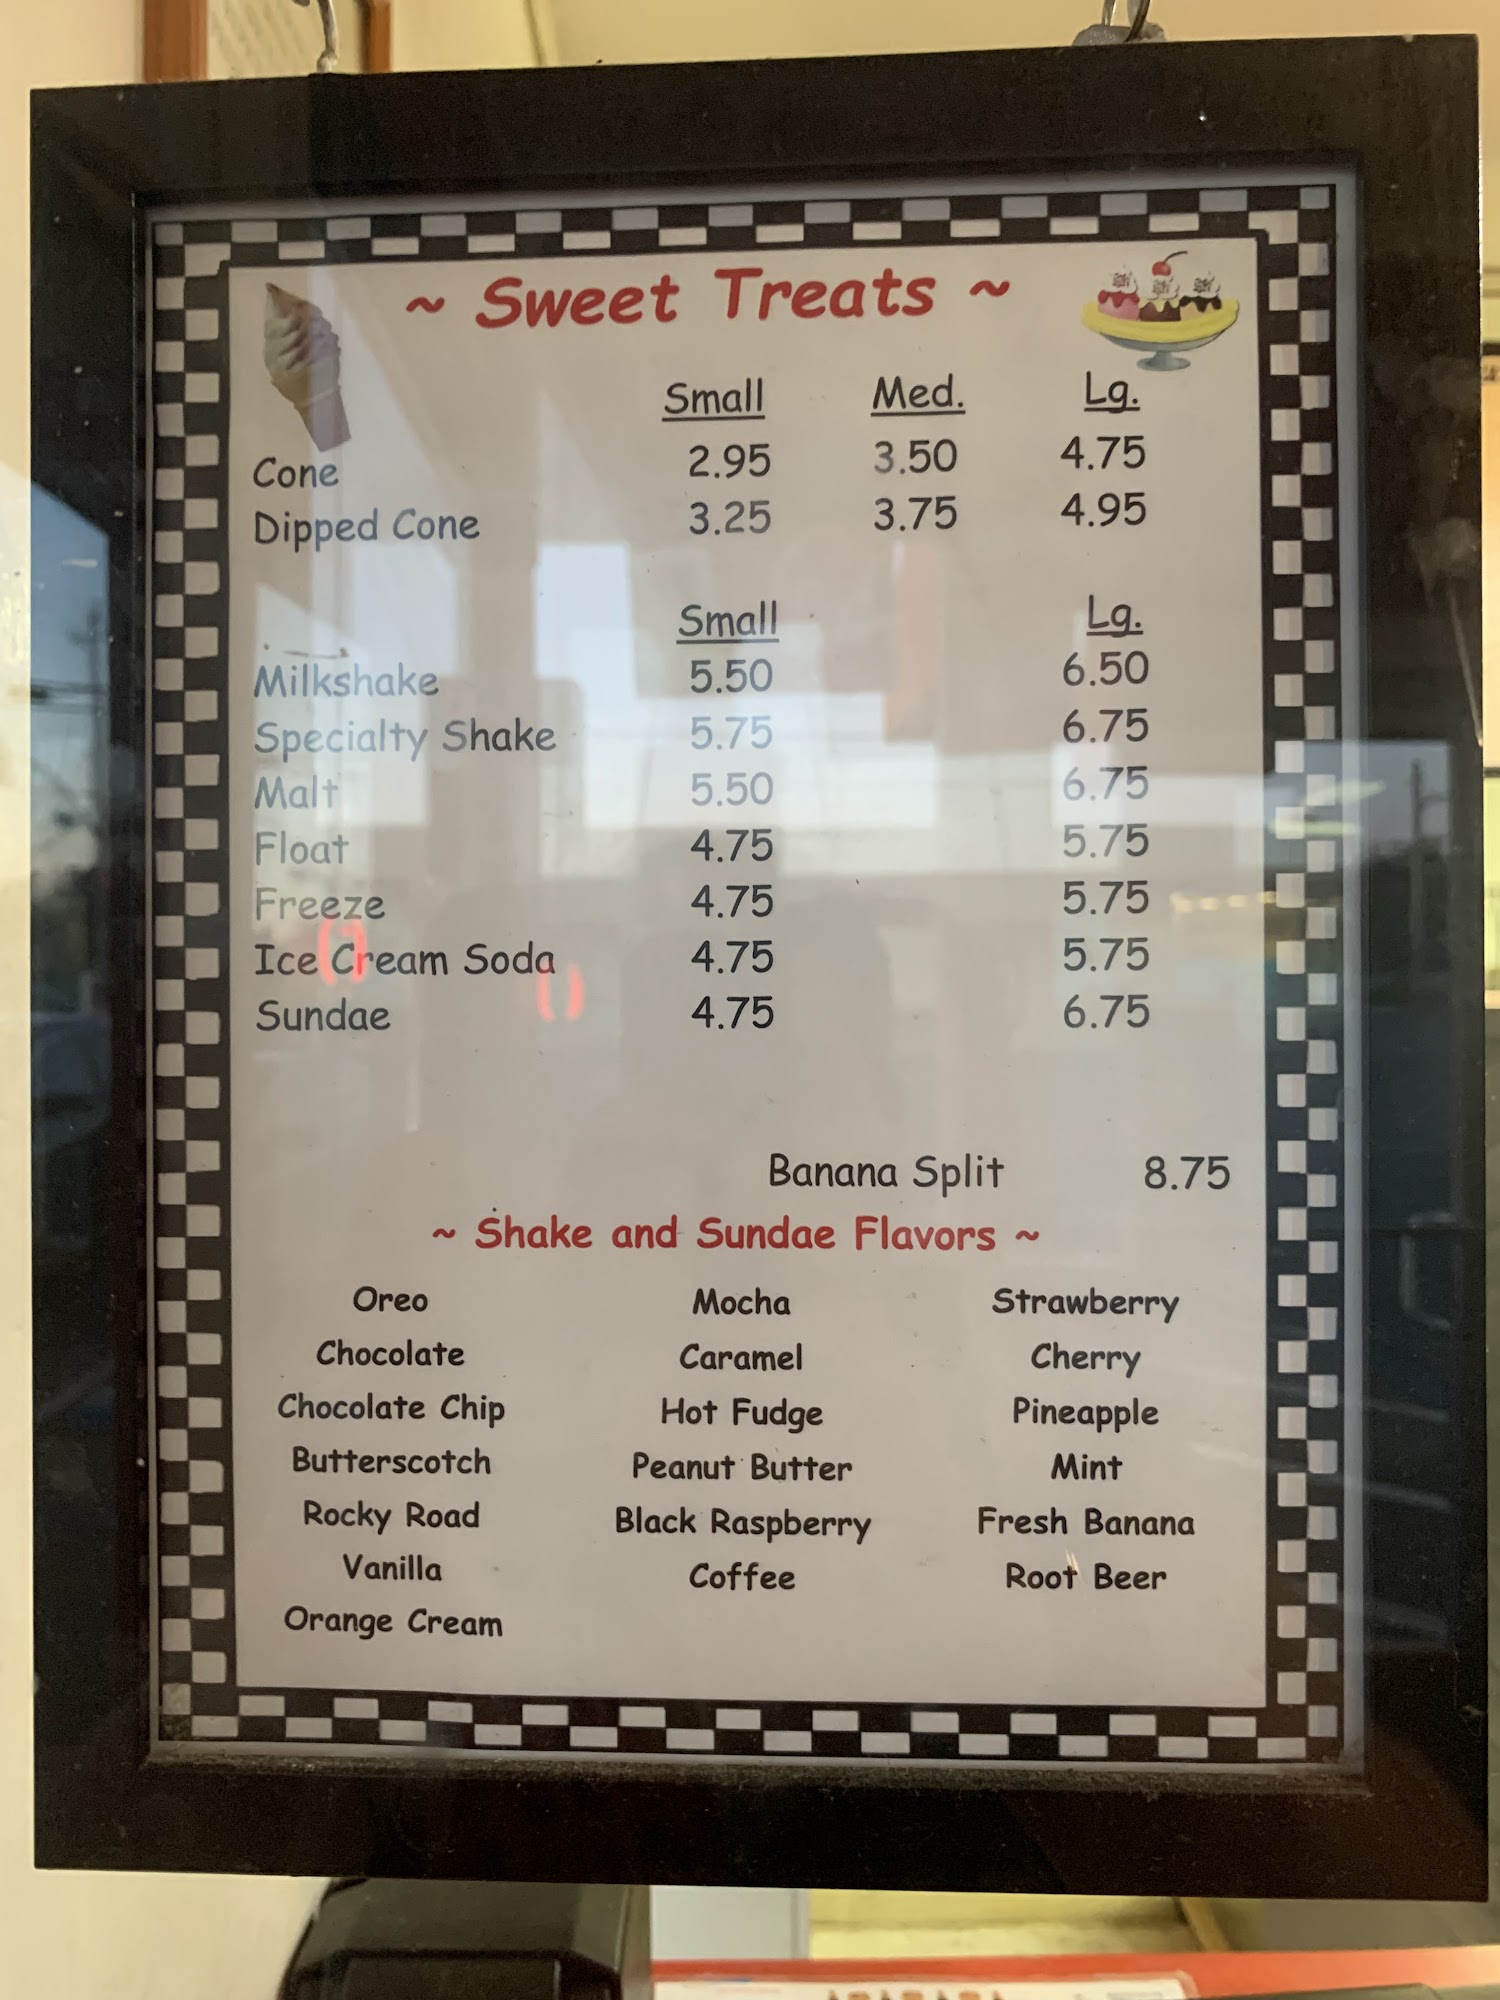 ~ Sweet Treats ~
Small Med. Lg.
Cone 2.95 3.50 4.75
Dipped Cone 3.25 3.75 4.95
Small Lg.
Milkshake 5.50 6.50
Specialty Shake 5.75 6.75
Malt 5.50 6.75
Float 4.75 5.75
Freeze 4.75 5.75
Ice Cream Soda 4.75 5.75
Sundae 4.75 6.75
Banana Split 8.75
~ Shake and Sundae Flavors ~
Oreo Mocha Strawberry
Chocolate Caramel Cherry
Chocolate Chip Hot Fudge Pineapple
Butterscotch Peanut Butter Mint
Rocky Road Black Raspberry Fresh Banana
Vanilla Coffee Root Beer
Orange Cream